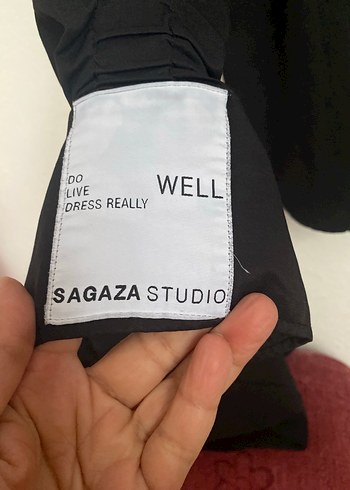 DO
LIVE WELL
DRESS REALLY
SAGAZA STUDIO